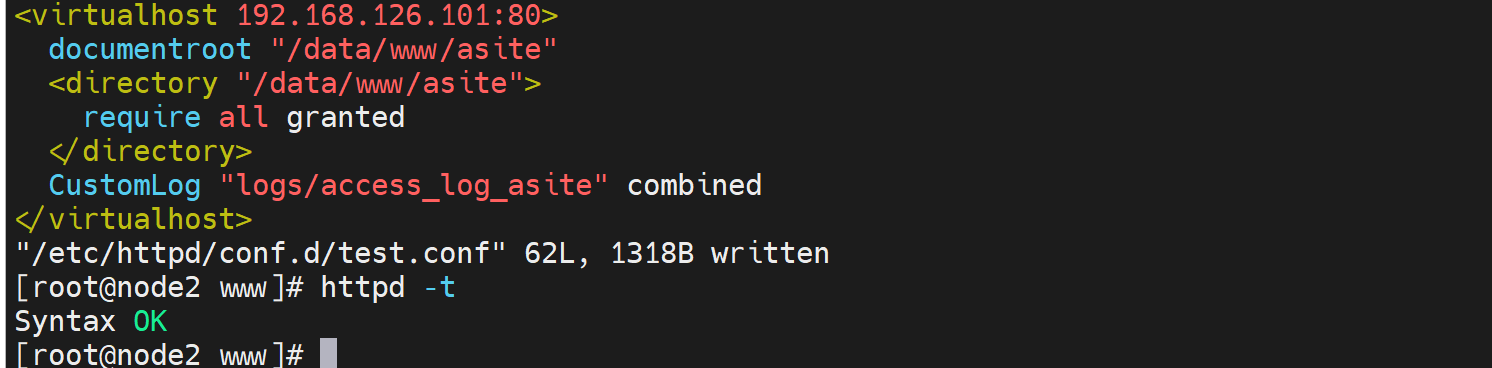 <virtualhost 192.168.126.101:80>
  documentroot "/data/www/asite"
  <directory "/data/www/asite">
    require all granted
  </directory>
  CustomLog "logs/access_log_asite" combined
</virtualhost>
"/etc/httpd/conf.d/test.conf" 62L, 1318B written
[root@node2 www]# httpd -t
Syntax OK
[root@node2 www]#